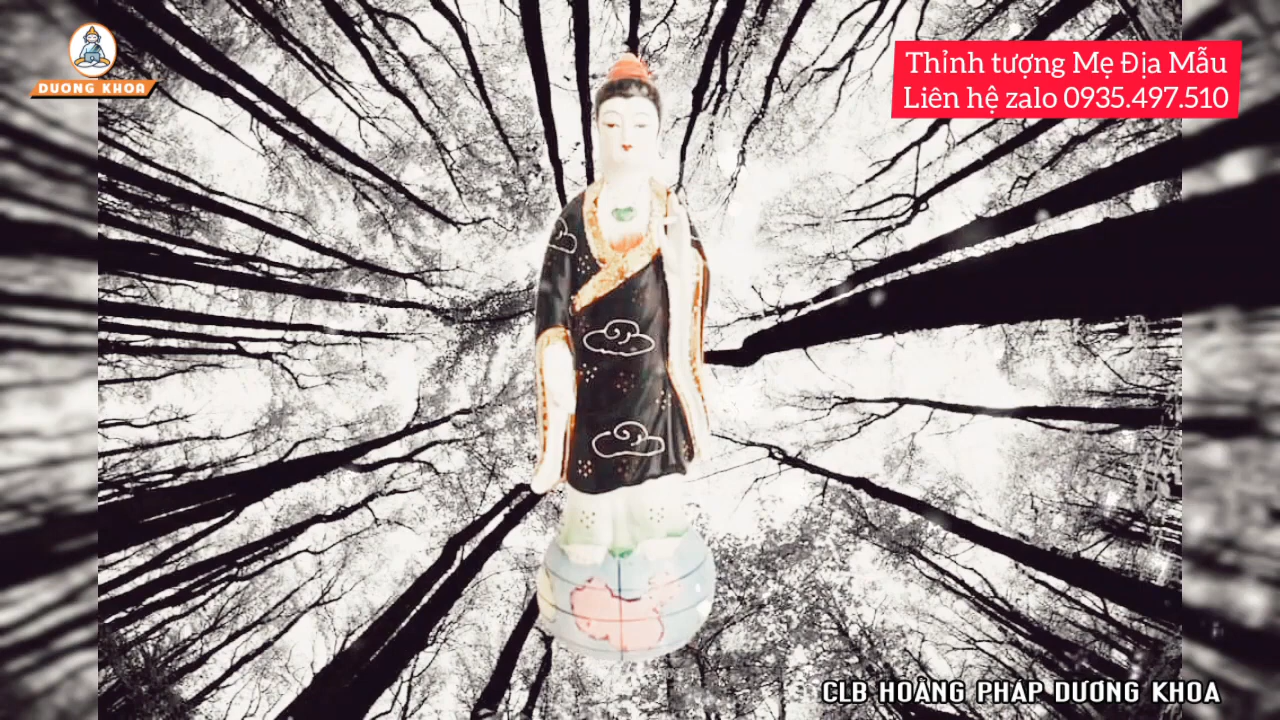 DUONG KHOA
Thỉnh tượng Mẹ Địa Mẫu
Liên hệ zalo 0935.497.510
CLB HOẰNG PHÁP DƯƠNG KHOA